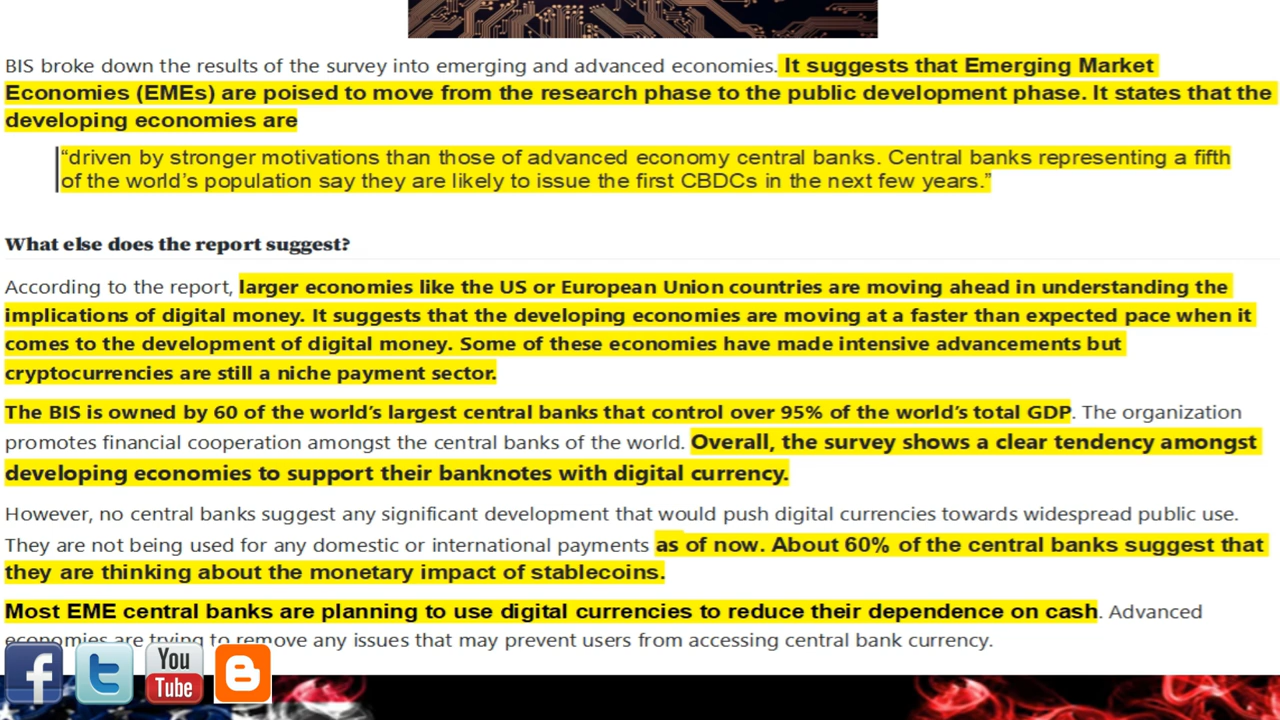 BIS broke down the results of the survey into emerging and advanced economies. It suggests that Emerging Market
Economies (EMEs) are poised to move from the research phase to the public development phase. It states that the
developing economies are
“driven by stronger motivations than those of advanced economy central banks. Central banks representing a fifth
of the world’s population say they are likely to issue the first CBDCs in the next few years.”
What else does the report suggest?
According to the report, larger economies like the US or European Union countries are moving ahead in understanding the
implications of digital money. It suggests that the developing economies are moving at a faster than expected pace when it
comes to the development of digital money. Some of these economies have made intensive advancements but
cryptocurrencies are still a niche payment sector.
The BIS is owned by 60 of the world’s largest central banks that control over 95% of the world’s total GDP. The organization
promotes financial cooperation amongst the central banks of the world. Overall, the survey shows a clear tendency amongst
developing economies to support their banknotes with digital currency.
However, no central banks suggest any significant development that would push digital currencies towards widespread public use.
They are not being used for any domestic or international payments as of now. About 60% of the central banks suggest that
they are thinking about the monetary impact of stablecoins.
Most EME central banks are planning to use digital currencies to reduce their dependence on cash. Advanced
economies are trying to remove any issues that may prevent users from accessing central bank currency.
You
Tube